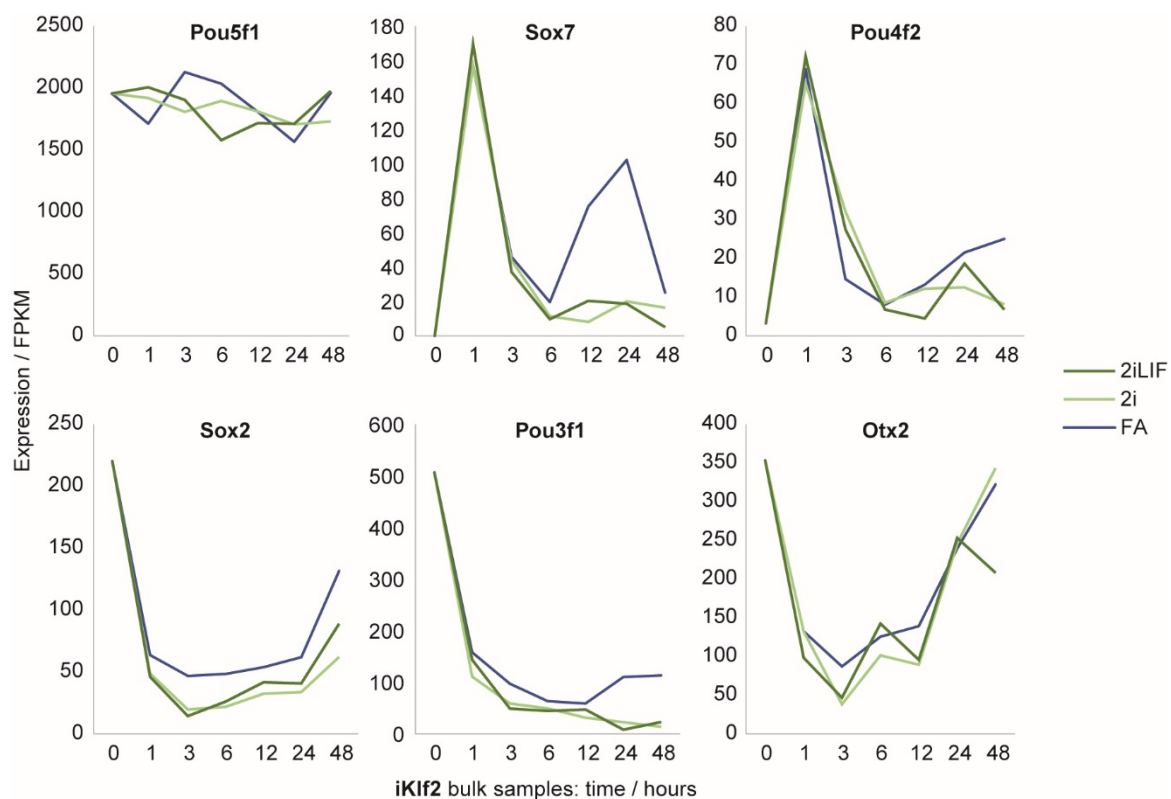 Expression / FPKM
Pou5f1
2500
2000
1500
1000
500
0
0 1 3 6 12 24 48
Sox7
180
160
140
120
100
80
60
40
20
0
0 1 3 6 12 24 48
Pou4f2
80
70
60
50
40
30
20
10
0
0 1 3 6 12 24 48
2iLIF
2i
FA
Sox2
250
200
150
100
50
0
0 1 3 6 12 24 48
Pou3f1
600
500
400
300
200
100
0
0 1 3 6 12 24 48
Otx2
400
350
300
250
200
150
100
50
0
0 1 3 6 12 24 48
iKlf2 bulk samples: time / hours